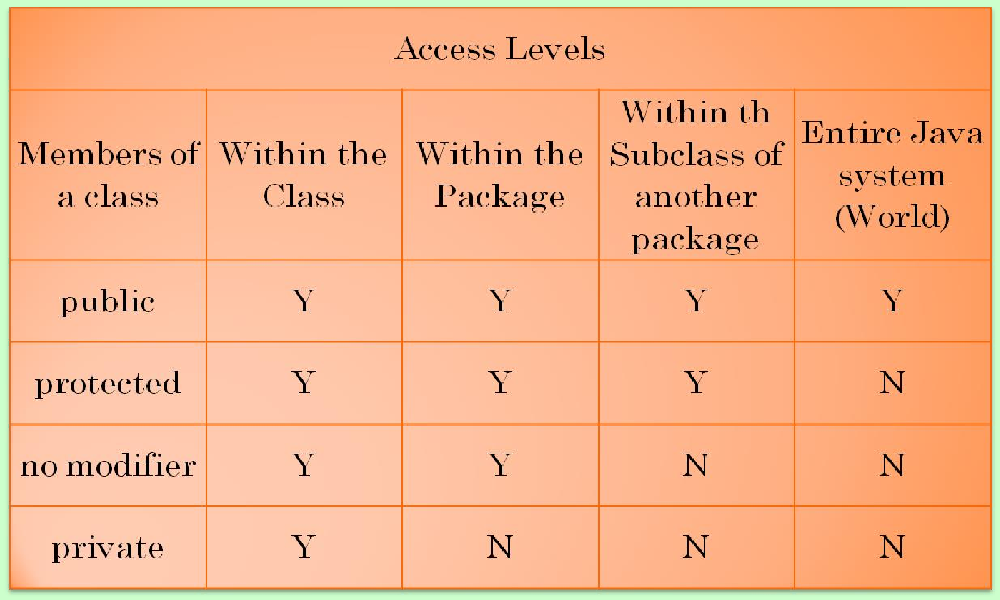 Access Levels
Members of
a class
Within the
Class
Within the
Package
Within th
Subclass of
another
package
Entire Java
system
(World)
public Y Y Y Y
protected Y Y Y N
no modifier Y Y N N
private Y N N N